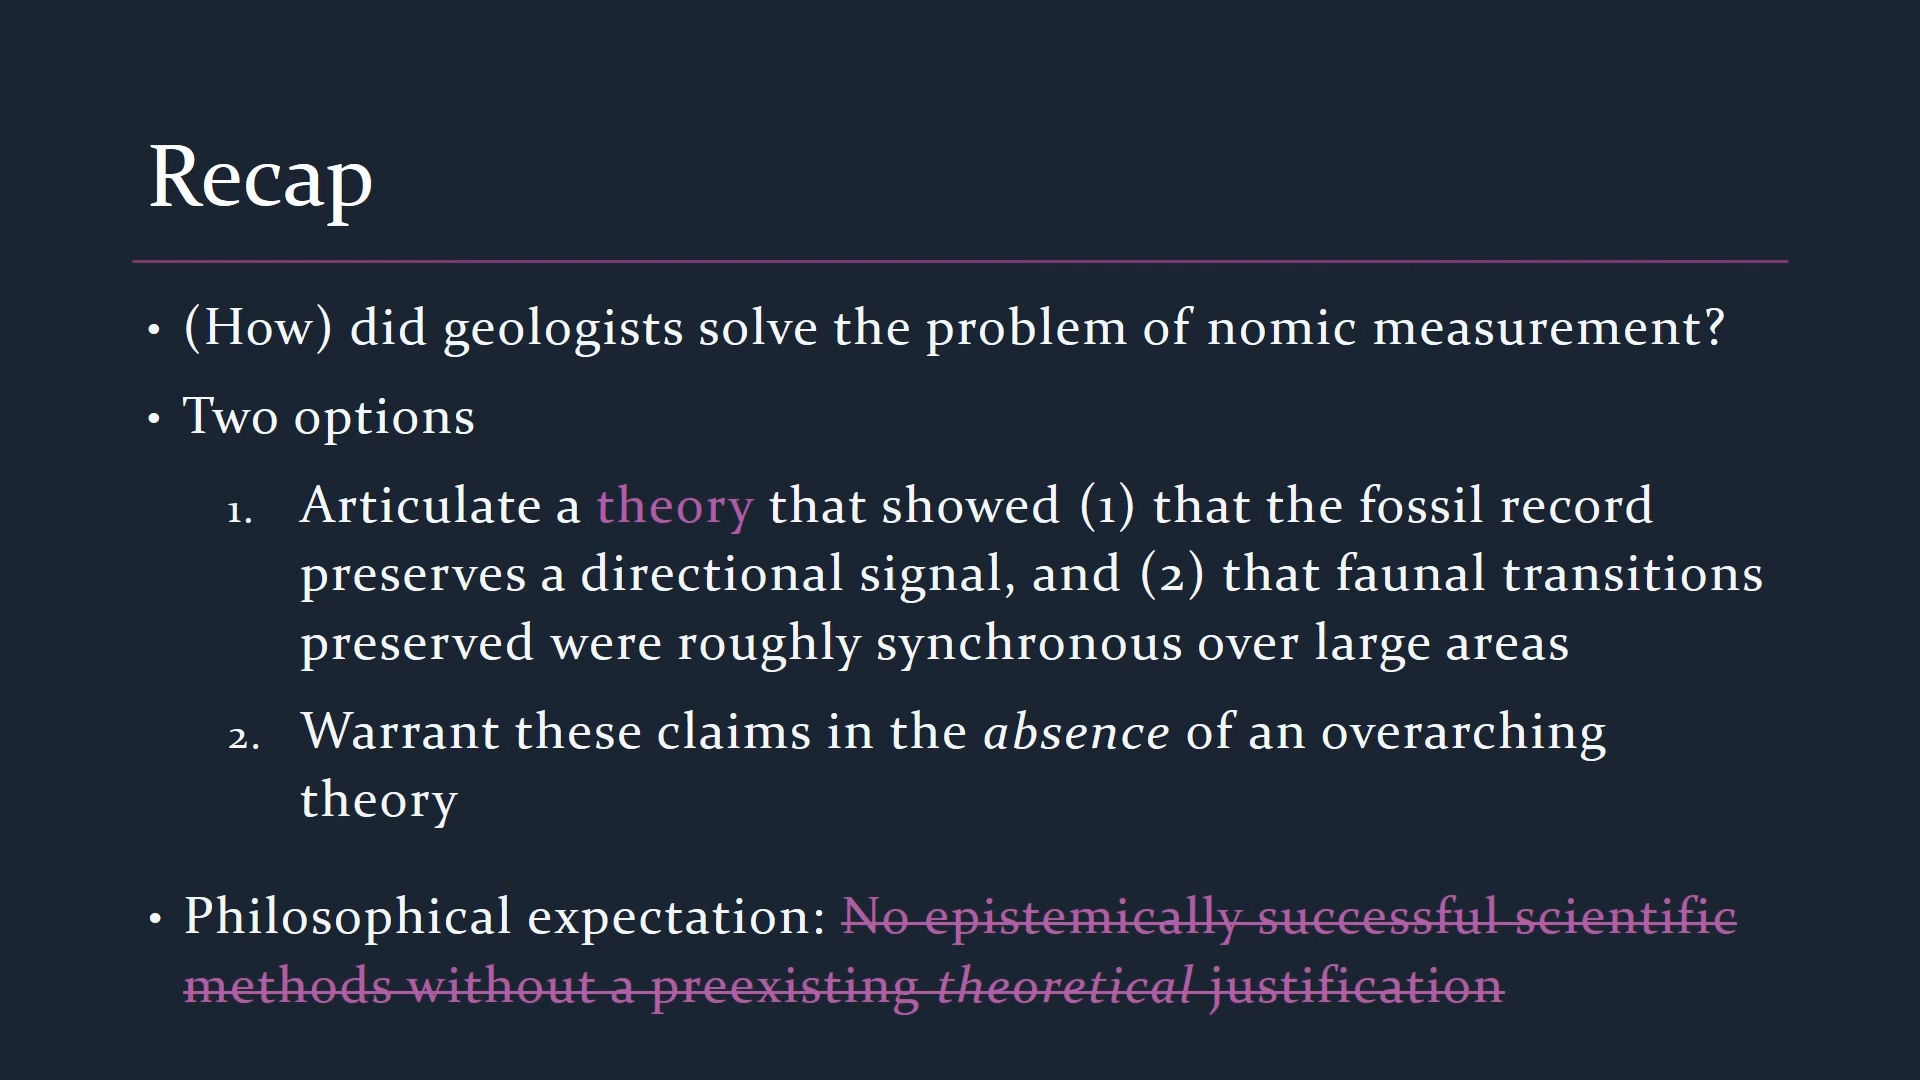 Recap
• (How) did geologists solve the problem of nomic measurement?
• Two options
1. Articulate a theory that showed (1) that the fossil record
preserves a directional signal, and (2) that faunal transitions
preserved were roughly synchronous over large areas
2. Warrant these claims in the absence of an overarching
theory
• Philosophical expectation: No epistemically successful scientific
methods without a preexisting theoretical justification